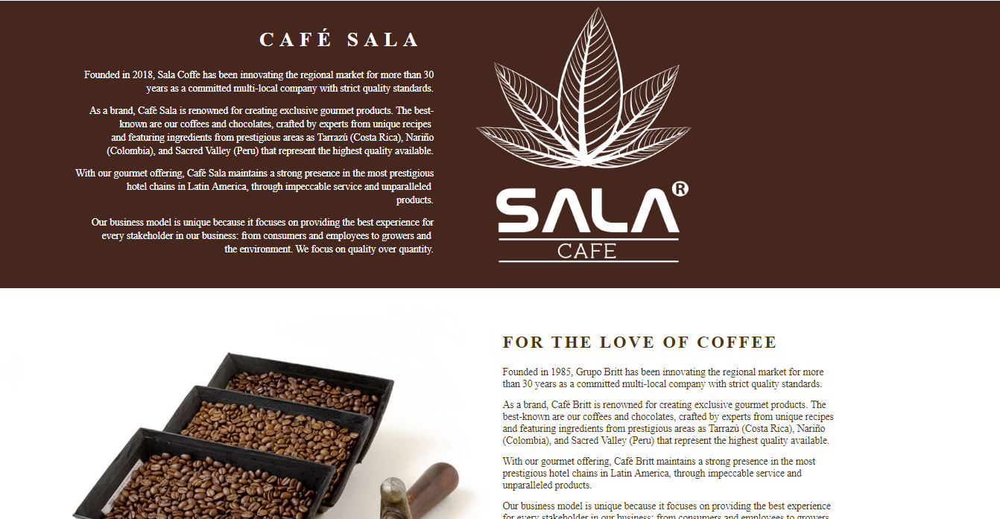 CAFÉ SALA
Founded in 2018, Sala Coffe has been innovating the regional market for more than 30
years as a committed multi-local company with strict quality standards.
As a brand, Café Sala is renowned for creating exclusive gourmet products. The best-
known are our coffees and chocolates, crafted by experts from unique recipes
and featuring ingredients from prestigious areas as Tarrazú (Costa Rica), Nariño
(Colombia), and Sacred Valley (Peru) that represent the highest quality available.
With our gourmet offering, Café Sala maintains a strong presence in the most prestigious
hotel chains in Latin America, through impeccable service and unparalleled
products.
Our business model is unique because it focuses on providing the best experience for
every stakeholder in our business: from consumers and employees to growers and
the environment. We focus on quality over quantity.
SALA®
CAFE
FOR THE LOVE OF COFFEE
Founded in 1985, Grupo Britt has been innovating the regional market for more
than 30 years as a committed multi-local company with strict quality standards.
As a brand, Café Britt is renowned for creating exclusive gourmet products. The
best-known are our coffees and chocolates, crafted by experts from unique recipes
and featuring ingredients from prestigious areas as Tarrazú (Costa Rica), Nariño
(Colombia), and Sacred Valley (Peru) that represent the highest quality available.
With our gourmet offering, Café Britt maintains a strong presence in the most
prestigious hotel chains in Latin America, through impeccable service and
unparalleled products.
Our business model is unique because it focuses on providing the best experience
for every stakeholder in our business: from consumers and employees to growers